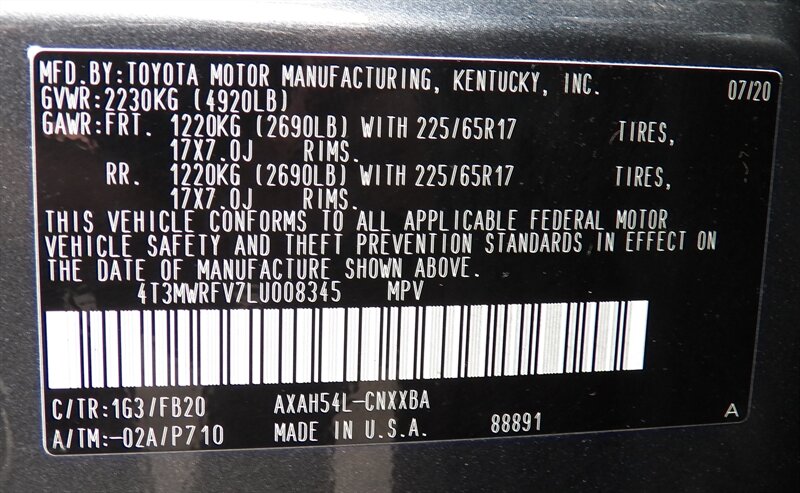 MFD.BY:TOYOTA MOTOR MANUFACTURING, KENTUCKY, INC. 07/20
GVWR:2230KG (4920LB)
GAWR:FRT. 1220KG (2690LB) WITH 225/65R17 TIRES,
17X7.0J RIMS.
RR. 1220KG (2690LB) WITH 225/65R17 TIRES,
17X7.0J RIMS.
THIS VEHICLE CONFORMS TO ALL APPLICABLE FEDERAL MOTOR
VEHICLE SAFETY AND THEFT PREVENTION STANDARDS IN EFFECT ON
THE DATE OF MANUFACTURE SHOWN ABOVE.
4T3MWRFV7LU008345 MPV
C/TR:1G3/FB20 AXAH54L-CNXXBA A
A/TM:-02A/P710 MADE IN U.S.A. 88891